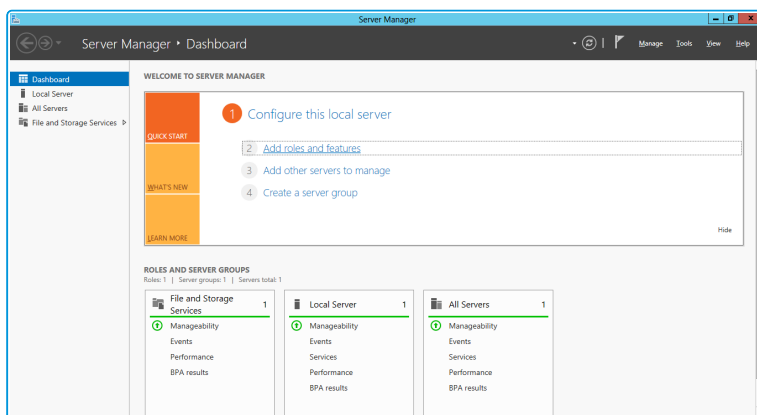 Server Manager
Server Manager • Dashboard
Manage Tools View Help
Dashboard
Local Server
All Servers
File and Storage Services
WELCOME TO SERVER MANAGER
1 Configure this local server
QUICK START
2 Add roles and features
3 Add other servers to manage
WHAT'S NEW
4 Create a server group
Hide
LEARN MORE
ROLES AND SERVER GROUPS
Roles: 1 | Server groups: 1 | Servers total: 1
File and Storage
Services 1
Manageability
Events
Performance
BPA results
Local Server 1
Manageability
Events
Services
Performance
BPA results
All Servers 1
Manageability
Events
Services
Performance
BPA results